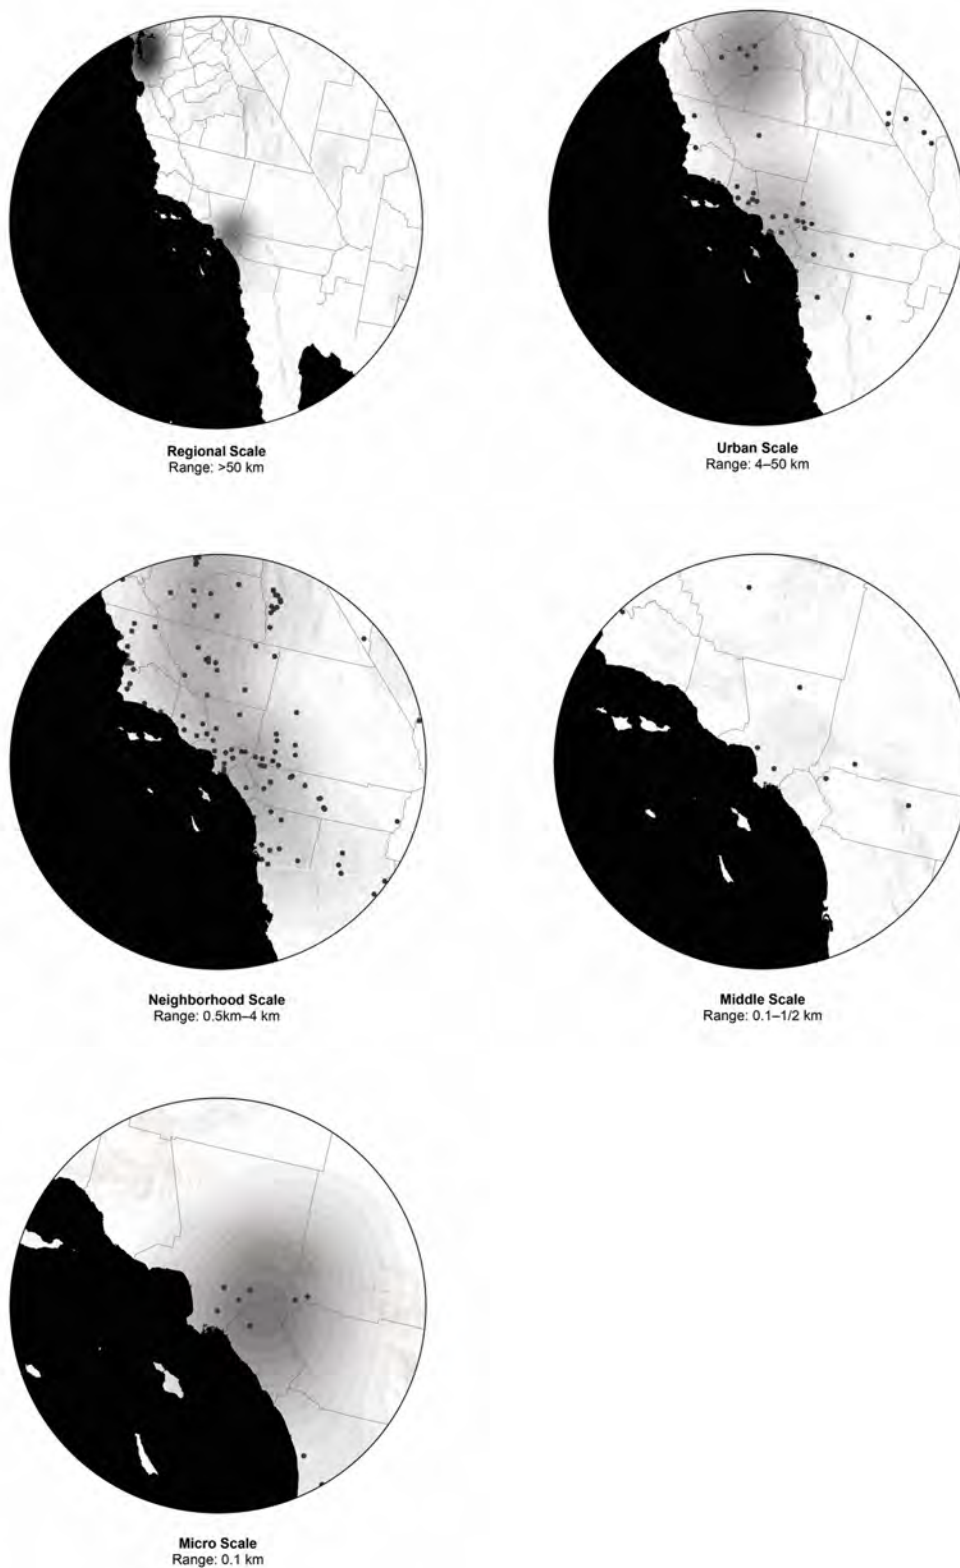 Regional Scale
Range: >50 km
Urban Scale
Range: 4–50 km
Neighborhood Scale
Range: 0.5km–4 km
Middle Scale
Range: 0.1–1/2 km
Micro Scale
Range: 0.1 km